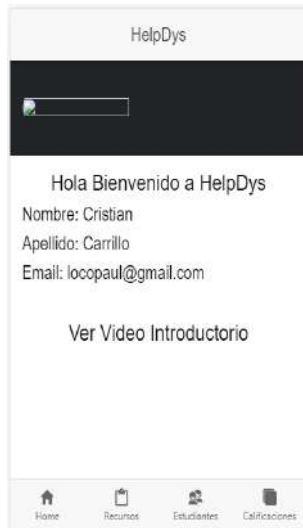 HelpDys
Hola Bienvenido a HelpDys
Nombre: Cristian
Apellido: Carrillo
Email: locopaul@gmail.com
Ver Video Introductorio
Home Recursos Estudiantes Calificaciones